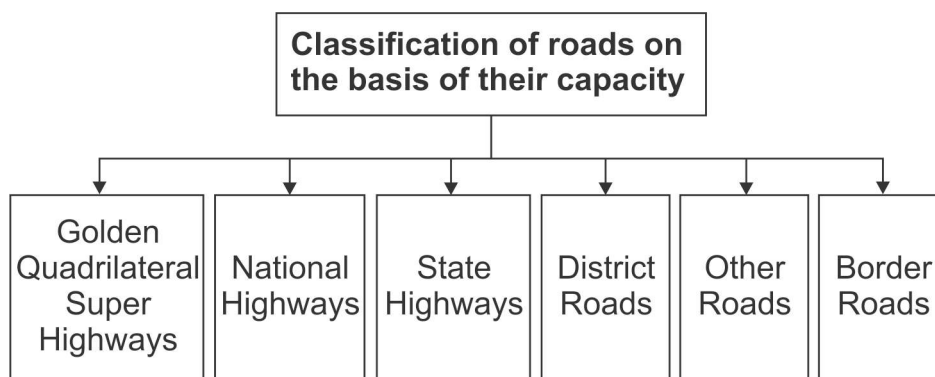 Classification of roads on
the basis of their capacity
Golden
Quadrilateral
Super
Highways
National
Highways
State
Highways
District
Roads
Other
Roads
Border
Roads